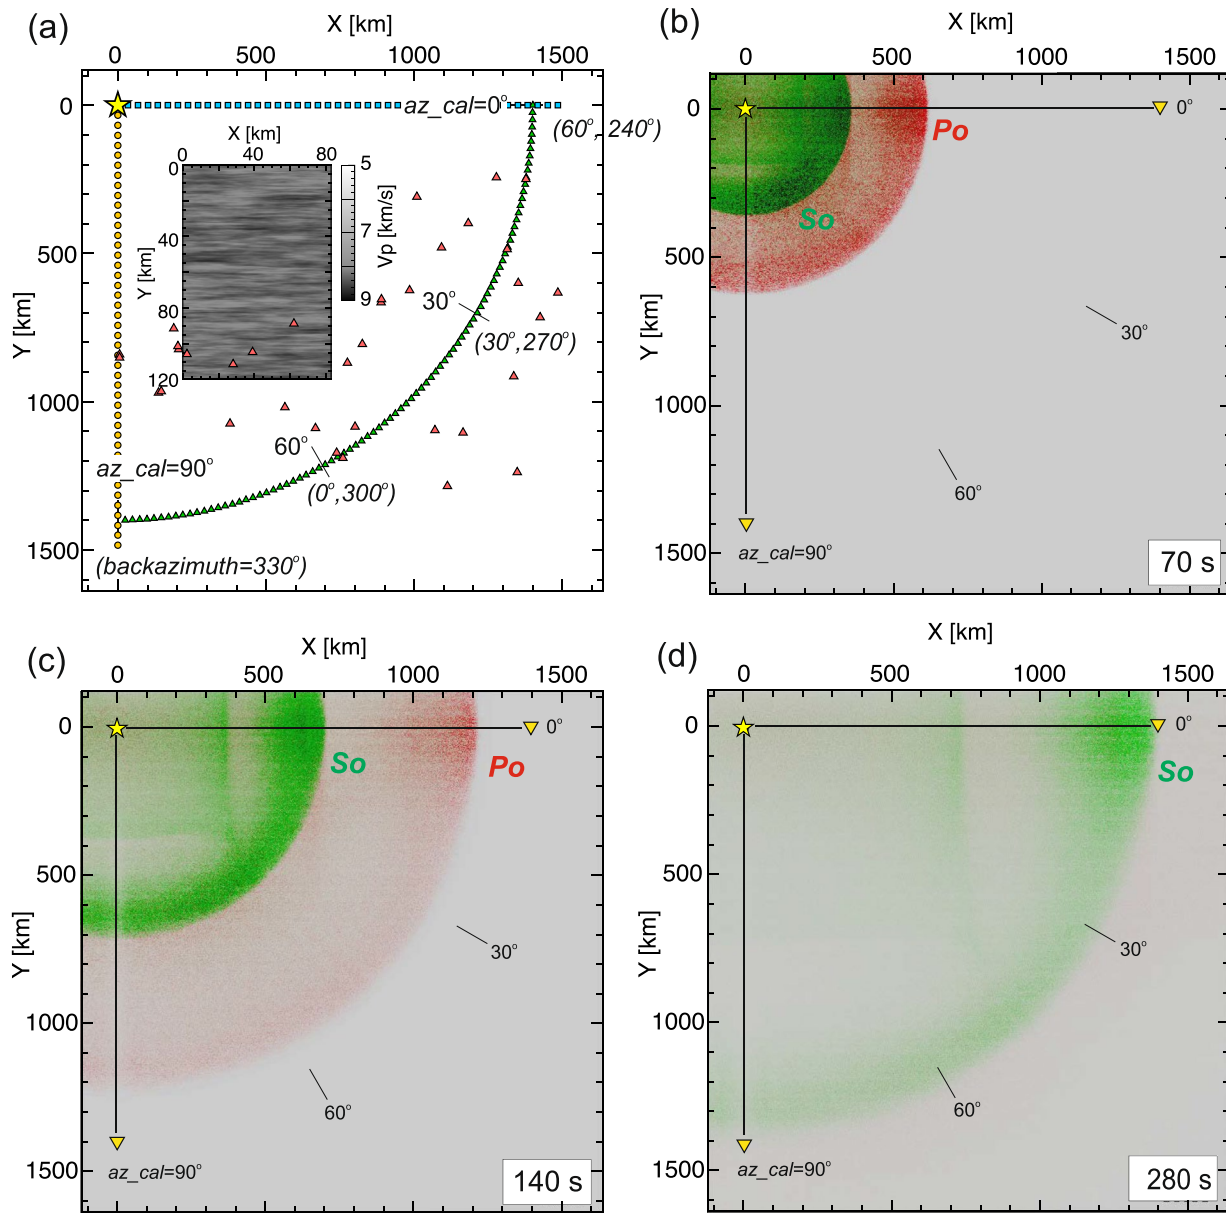 (a)
X [km]
0 500 1000 1500
0
500
1000
1500
Y [km]
az_cal=0°
(60°, 240°)
X [km]
0 40 80
0
40
80
120
Y [km]
5
7
9
Vp [km/s]
30°
(30°,270°)
60°
(0°,300°)
az_cal=90°
(backazimuth=330°)
(b)
X [km]
0 500 1000 1500
0
500
1000
1500
Y [km]
0°
Po
So
30°
60°
az_cal=90°
70 s
(c)
X [km]
0 500 1000 1500
0
500
1000
1500
Y [km]
0°
So
Po
30°
60°
az_cal=90°
140 s
(d)
X [km]
0 500 1000 1500
0
500
1000
1500
Y [km]
0°
So
30°
60°
az_cal=90°
280 s